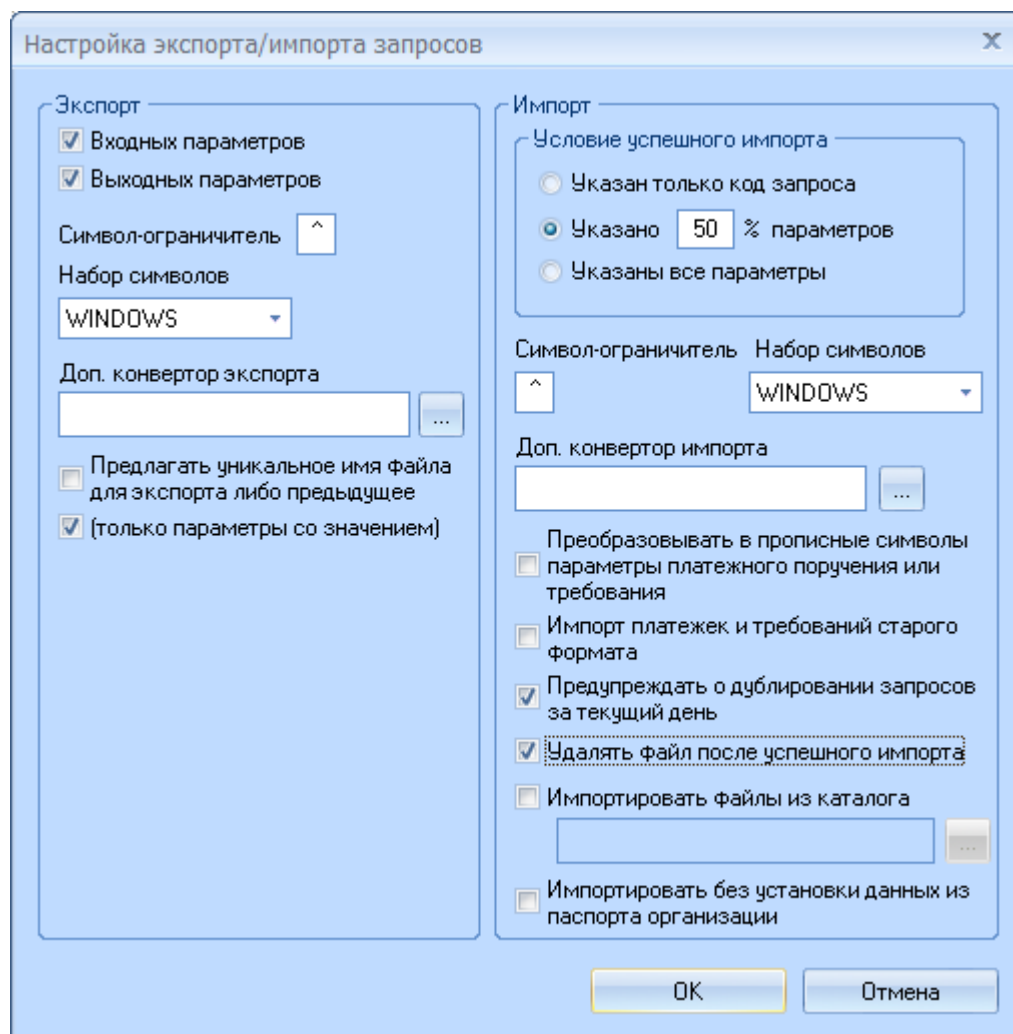 Настройка экспорта/импорта запросов
Экспорт
Входных параметров
Выходных параметров
Символ-ограничитель ^
Набор символов
WINDOWS
Доп. конвертор экспорта
...
Предлагать уникальное имя файла
для экспорта либо предыдущее
(только параметры со значением)
Импорт
Условие успешного импорта
Указан только код запроса
Указано 50 % параметров
Указаны все параметры
Символ-ограничитель Набор символов
^ WINDOWS
Доп. конвертор импорта
...
Преобразовывать в прописные символы
параметры платежного поручения или
требования
Импорт платежек и требований старого
формата
Предупреждать о дублировании запросов
за текущий день
Удалять файл после успешного импорта
Импортировать файлы из каталога
...
Импортировать без установки данных из
паспорта организации
OK Отмена